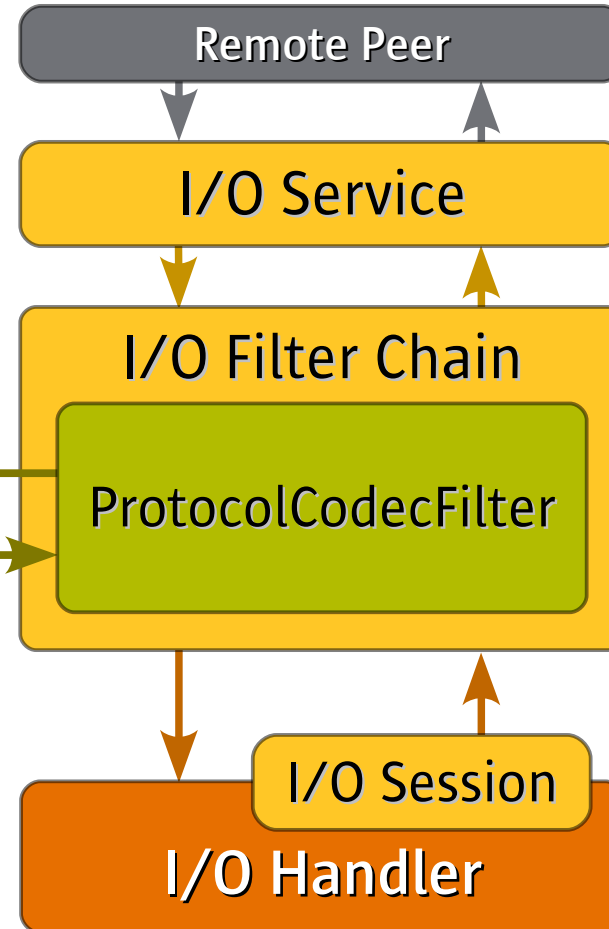 Remote Peer
I/O Service
I/O Filter Chain
ProtocolCodecFilter
I/O Session
I/O Handler